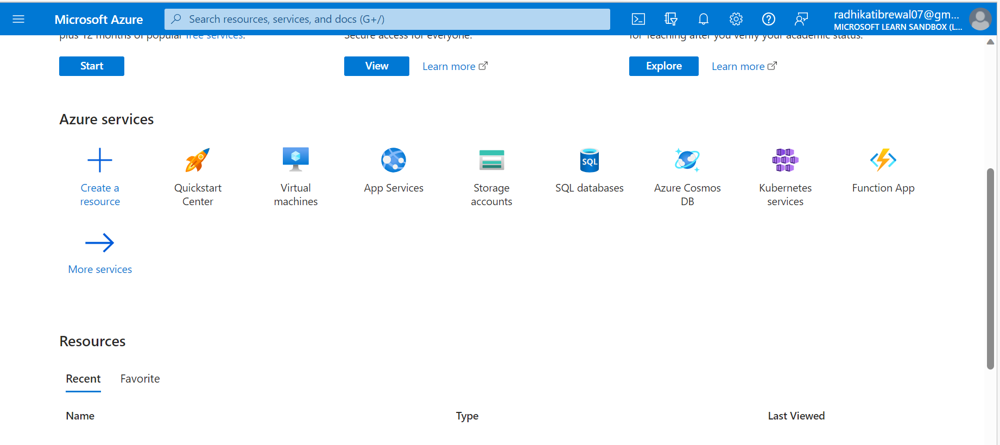 Microsoft Azure
Search resources, services, and docs (G+/)
radhikatibrewal07@gm...
MICROSOFT LEARN SANDBOX (L...
plus 12 months of popular free services.
Secure access for everyone.
for teaching after you verify your academic status.
Start
View
Learn more
Explore
Learn more
Azure services
Create a
resource
Quickstart
Center
Virtual
machines
App Services
Storage
accounts
SQL
SQL databases
Azure Cosmos
DB
Kubernetes
services
Function App
More services
Resources
Recent
Favorite
Name
Type
Last Viewed